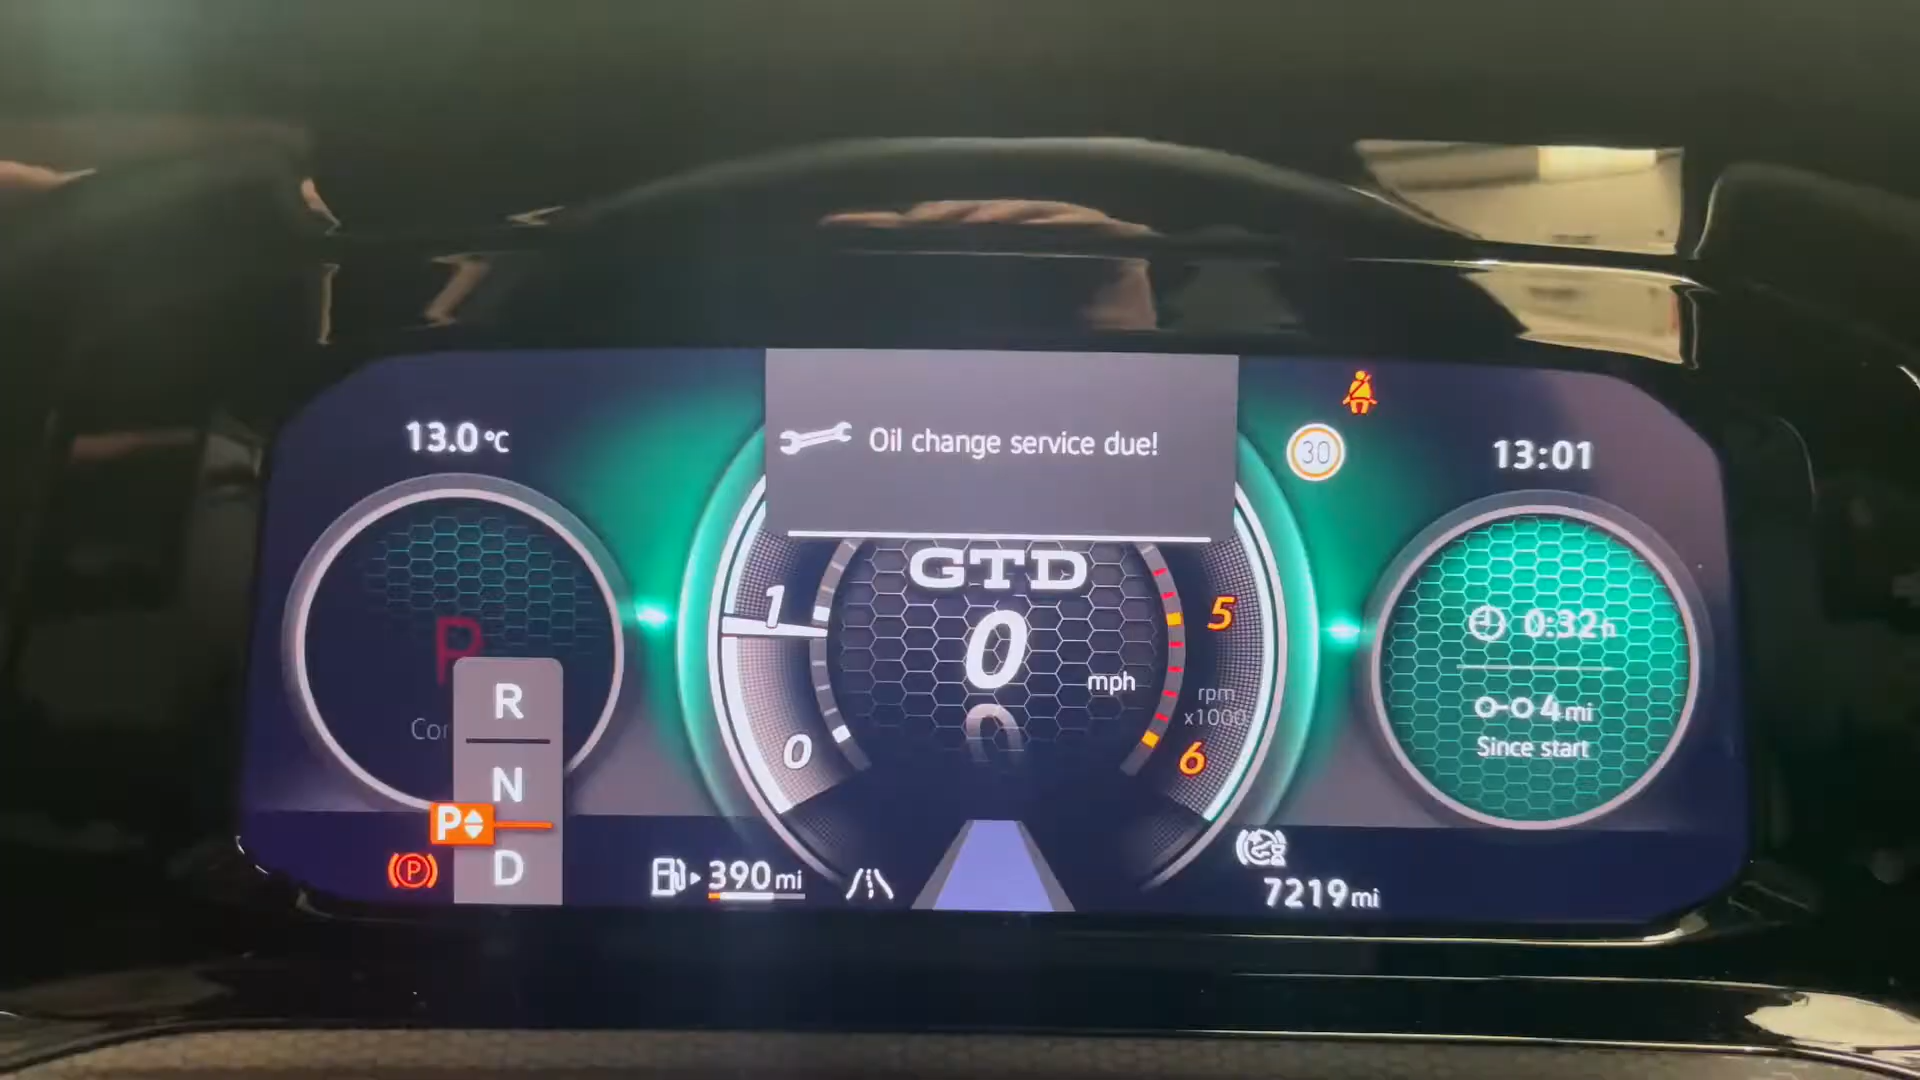 Oil change service due!
13.0°C
30
13:01
GTD
1
0
mph
5
rpm
x1000
0
6
0
0:32h
4mi
Since start
P
R
N
P
D
P
390mi
7219mi